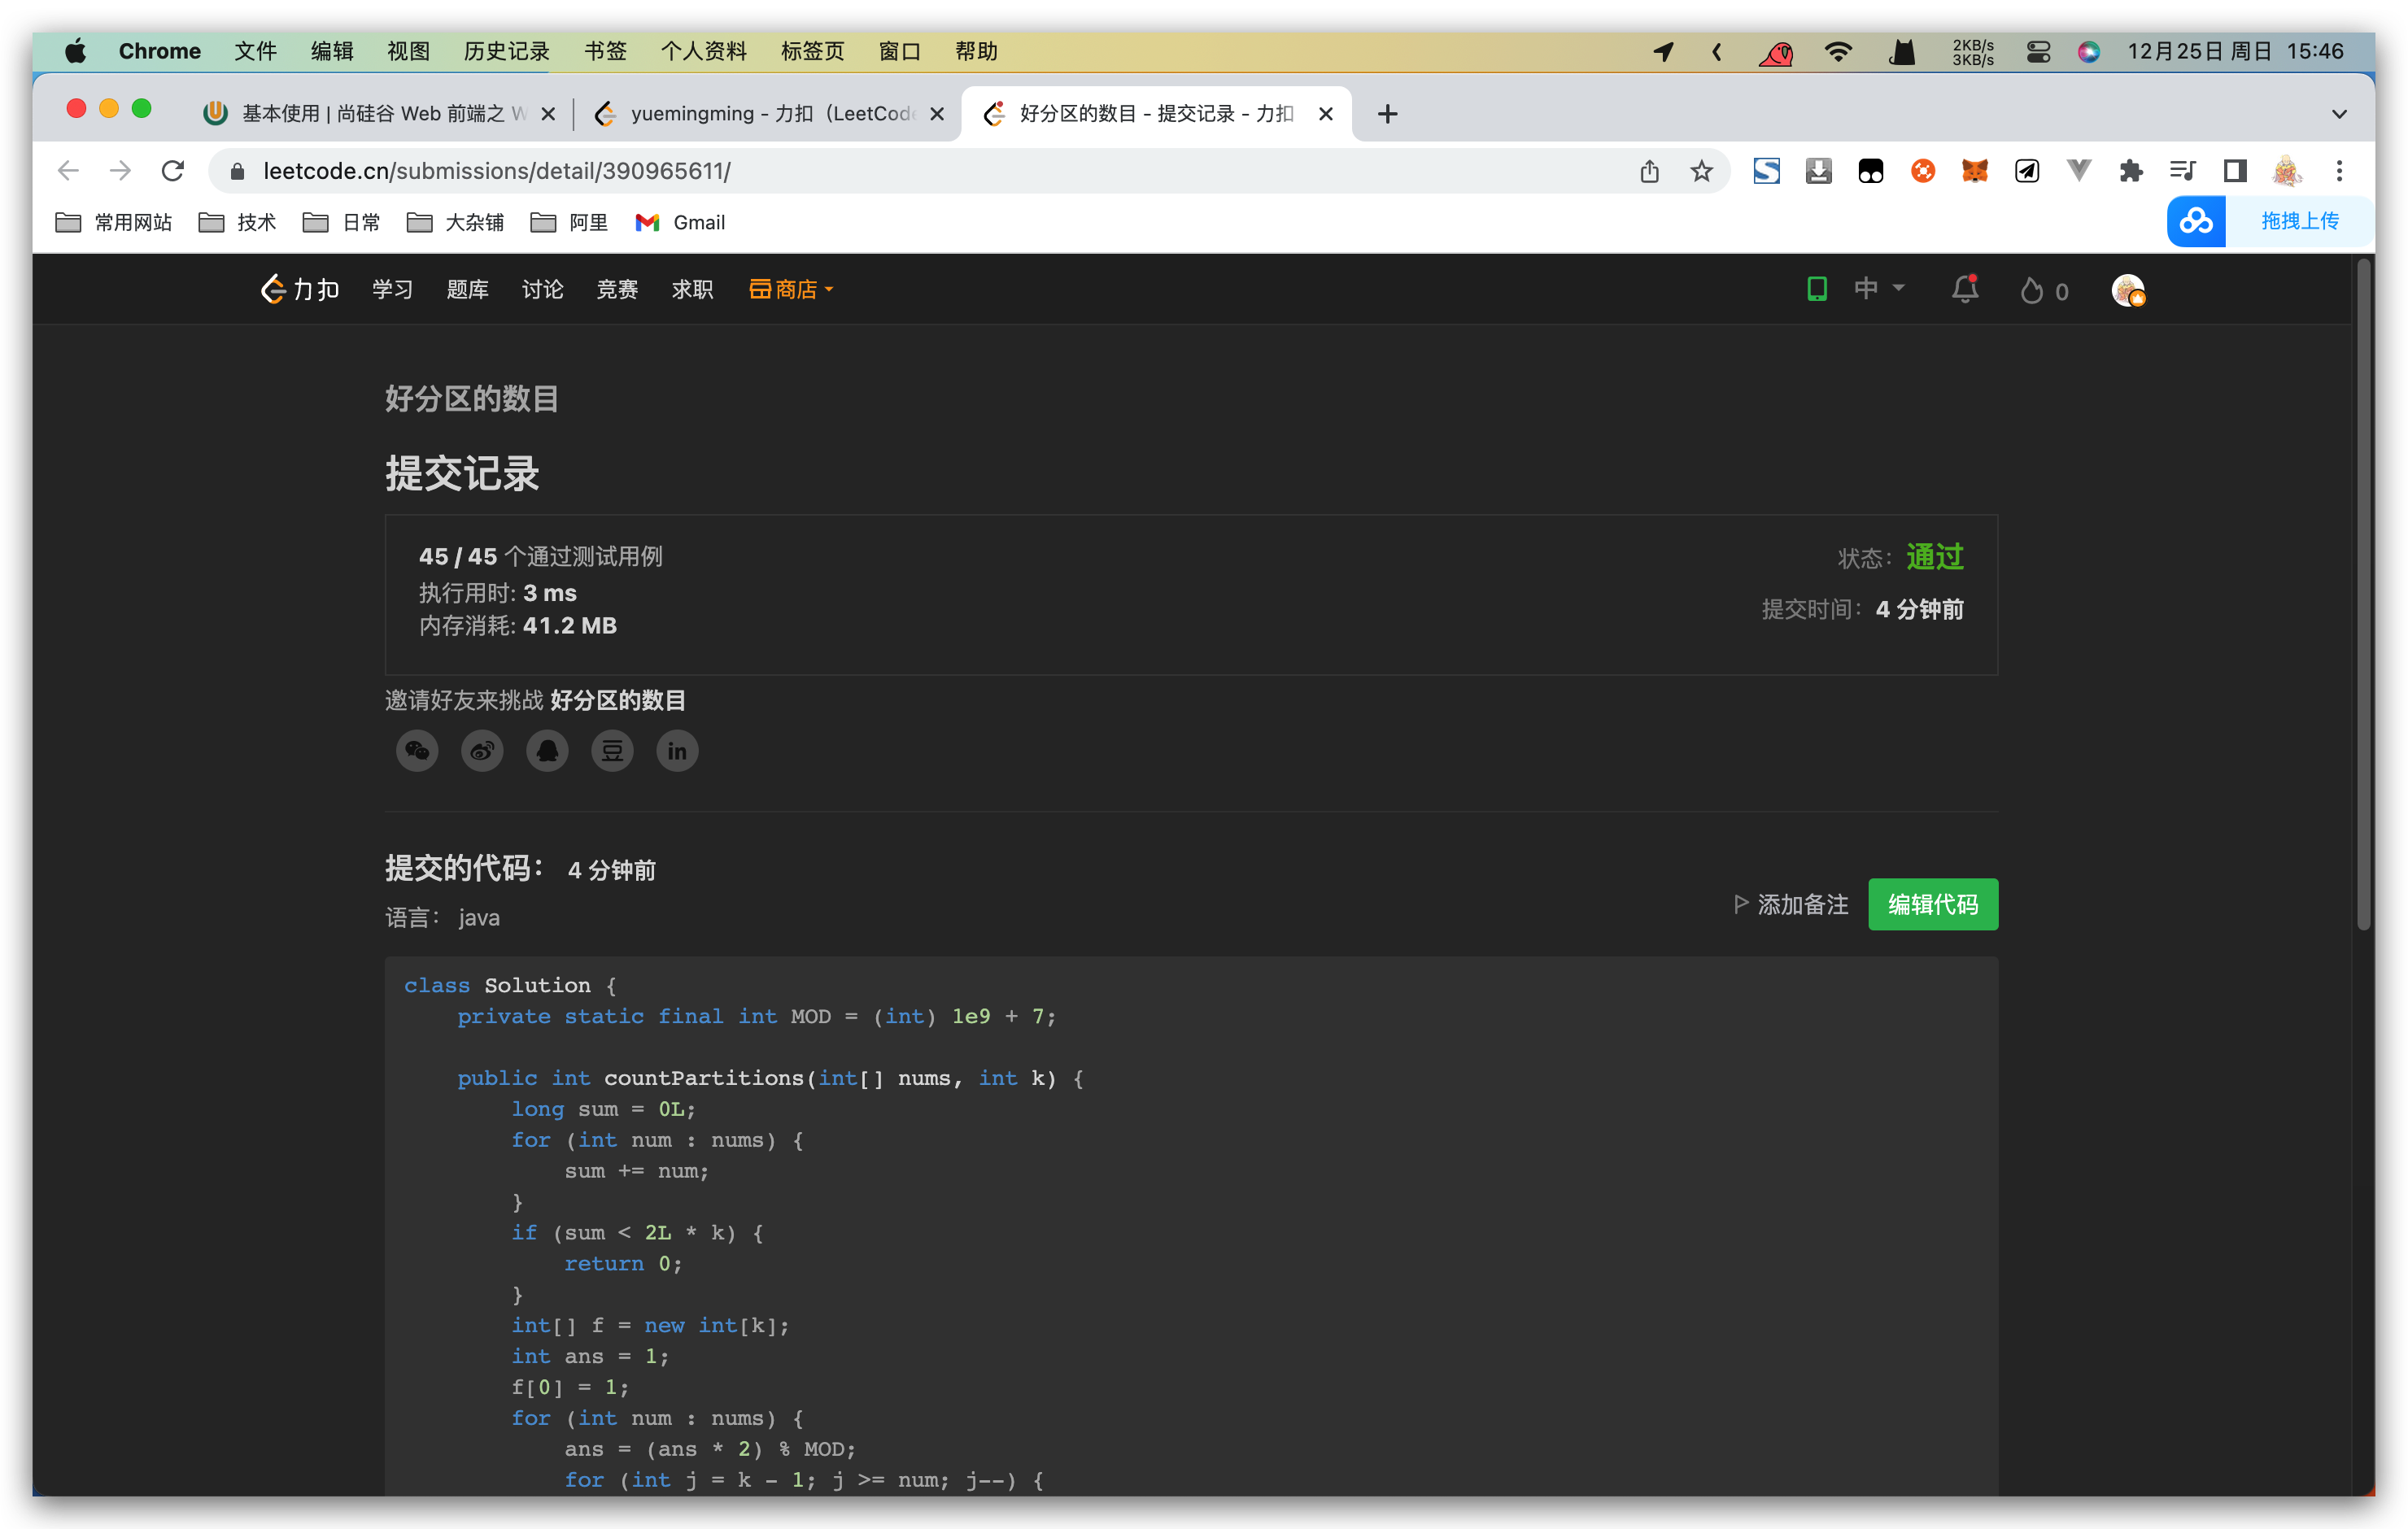 Chrome 文件 编辑 视图 历史记录 书签 个人资料 标签页 窗口 帮助 2KB/s 3KB/s 12月25日 周日 15:46
基本使用 | 尚硅谷 Web 前端之 W yuemingming - 力扣（LeetCode 好分区的数目 - 提交记录 - 力扣
leetcode.cn/submissions/detail/390965611/
常用网站 技术 日常 大杂铺 阿里 Gmail 拖拽上传
力扣 学习 题库 讨论 竞赛 求职 商店 中 0
好分区的数目
提交记录
45 / 45 个通过测试用例 状态：通过
执行用时: 3 ms
提交时间：4 分钟前
内存消耗: 41.2 MB
邀请好友来挑战 好分区的数目
豆 in
提交的代码： 4 分钟前
添加备注 编辑代码
语言： java
class Solution {
    private static final int MOD = (int) 1e9 + 7;
    public int countPartitions(int[] nums, int k) {
        long sum = 0L;
        for (int num : nums) {
            sum += num;
        }
        if (sum < 2L * k) {
            return 0;
        }
        int[] f = new int[k];
        int ans = 1;
        f[0] = 1;
        for (int num : nums) {
            ans = (ans * 2) % MOD;
            for (int j = k - 1; j >= num; j--) {